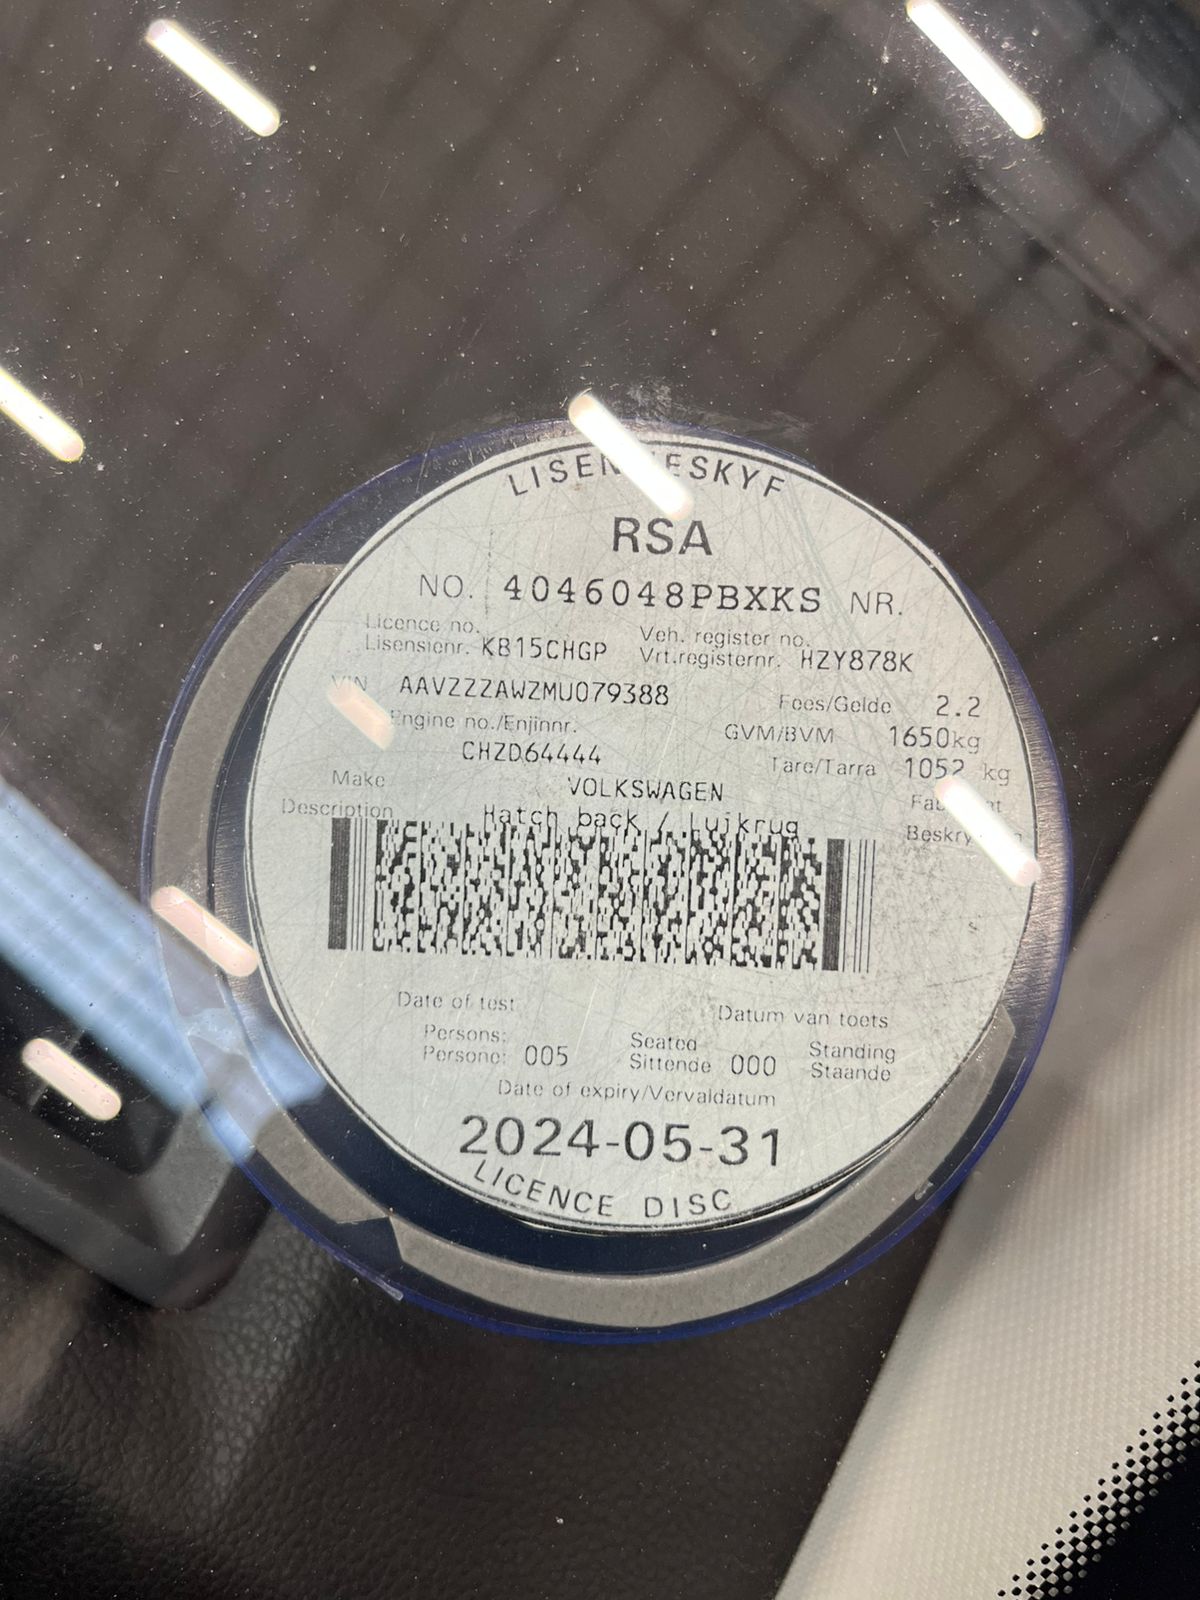 LISEN
ESKYF
RSA
NO. 4046048PBXKS NR.
Licence no.
Lisensienr. KB15CHGP
Veh. register no.
Vrt.registernr. HZY878K
VIN AAVZZZAWZMU079388
Fees/Gelde 2.2
Engine no./Enjinnr.
CHZD64444
GVM/BVM 1650kg
Tare/Tarra 1052 kg
Make VOLKSWAGEN
Description Hatch back / Luikrug
Date of test Datum van toets
Persons:
Persone: 005
Seated
Sittende 000
Standing
Staande
Date of expiry/Vervaldatum
2024-05-31
LICENCE DISC